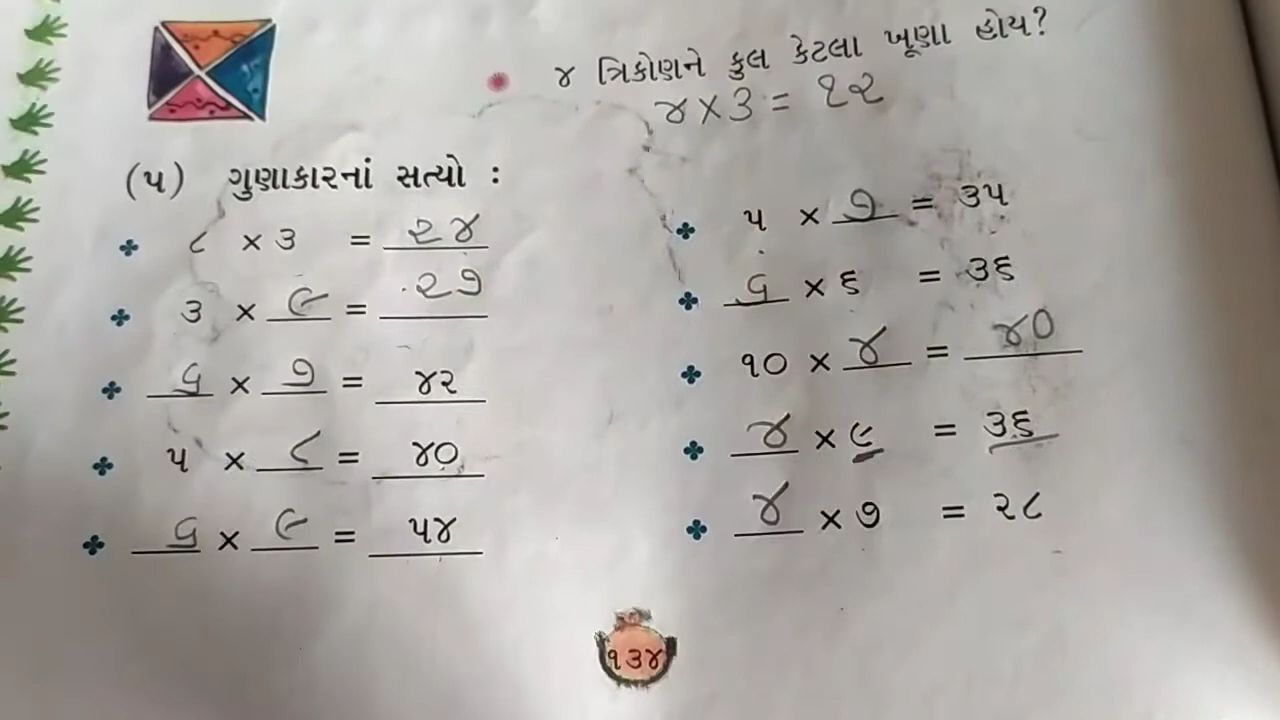 ૪ ત્રિકોણને કુલ કેટલા ખૂણા હોય?
૪ × ૩ = ૧૨
(૫) ગુણાકારનાં સત્યો :
૮ × ૩ = ૨૪
૩ × ૯ = ૨૭
૬ × ૭ = ૪૨
૫ × ૮ = ૪૦
૬ × ૯ = ૫૪
૫ × ૭ = ૩૫
૬ × ૬ = ૩૬
૧૦ × ૪ = ૪૦
૪ × ૯ = ૩૬
૪ × ૭ = ૨૮
૧૩૪